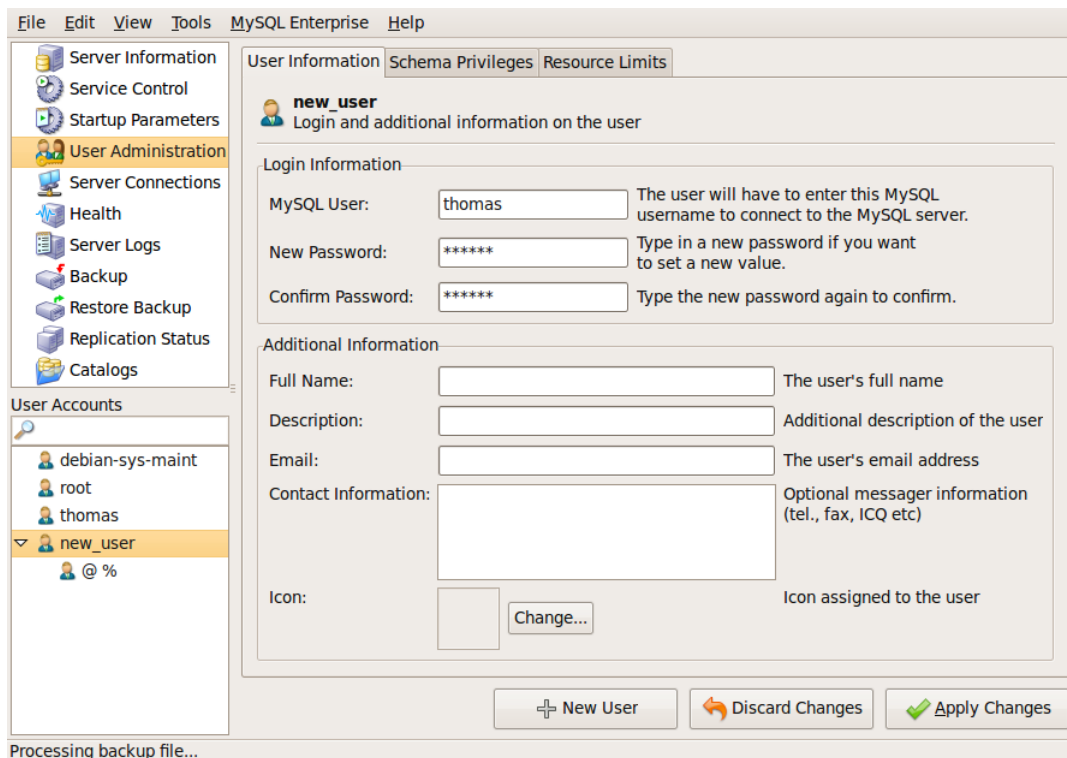 File Edit View Tools MySQL Enterprise Help
Server Information
Service Control
Startup Parameters
User Administration
Server Connections
Health
Server Logs
Backup
Restore Backup
Replication Status
Catalogs
User Accounts
debian-sys-maint
root
thomas
new_user
@ %
User Information Schema Privileges Resource Limits
new_user
Login and additional information on the user
Login Information
MySQL User: thomas The user will have to enter this MySQL
username to connect to the MySQL server.
New Password: ****** Type in a new password if you want
to set a new value.
Confirm Password: ****** Type the new password again to confirm.
Additional Information
Full Name: The user's full name
Description: Additional description of the user
Email: The user's email address
Contact Information: Optional messager information
(tel., fax, ICQ etc)
Icon: Change... Icon assigned to the user
New User Discard Changes Apply Changes
Processing backup file...